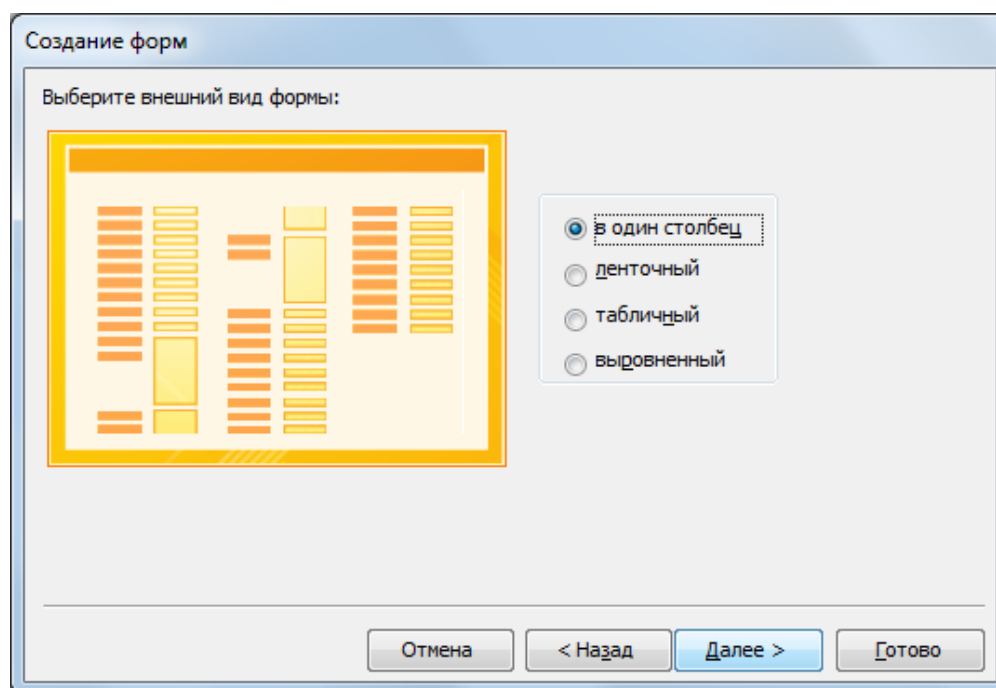 Создание форм
Выберите внешний вид формы:
в один столбец
ленточный
табличный
выровненный
Отмена
< Назад
Далее >
Готово